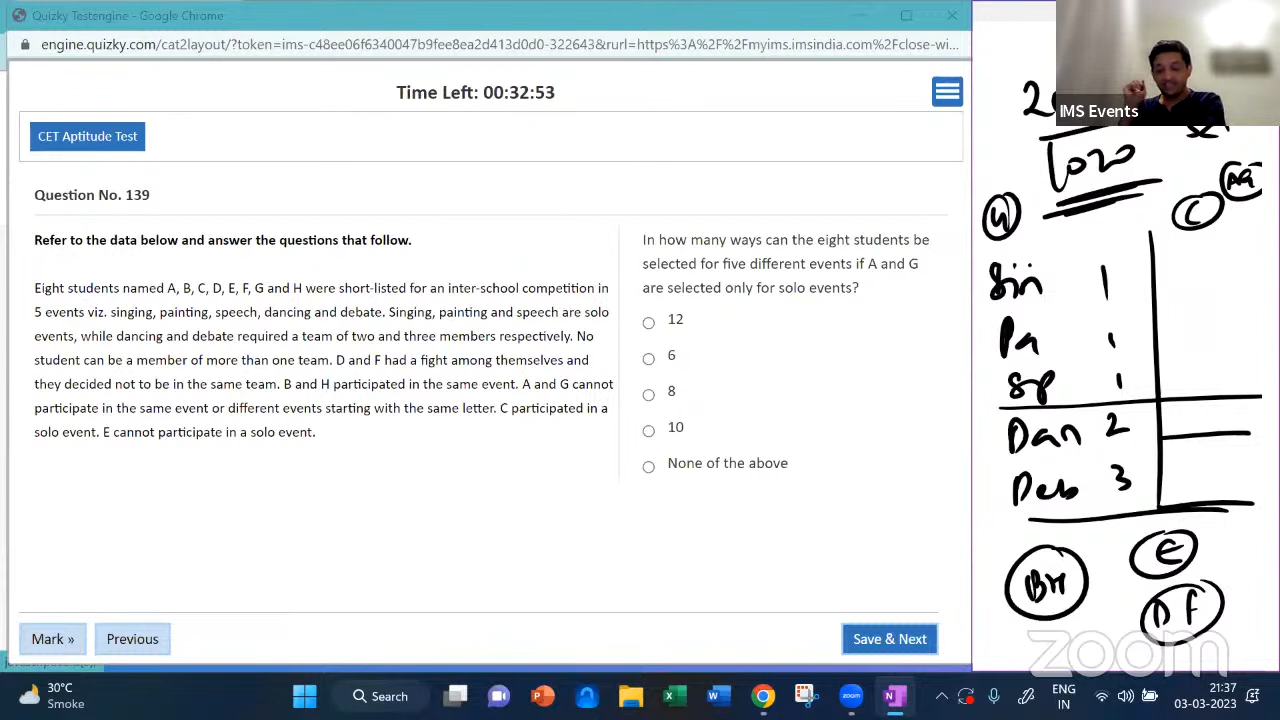 Quizky Testengine - Google Chrome
engine.quizky.com/cat2layout/?token=ims-c48ee06f6340047b9fee8ec2d413d0d0-322643&rurl=https%3A%2F%2Fmyims.imsindia.com%2Fclose-wi...
Time Left: 00:32:53
CET Aptitude Test
Question No. 139
Refer to the data below and answer the questions that follow.
Eight students named A, B, C, D, E, F, G and H were short-listed for an inter-school competition in
5 events viz. singing, painting, speech, dancing and debate. Singing, painting and speech are solo
events, while dancing and debate required a team of two and three members respectively. No
student can be a member of more than one team. D and F had a fight among themselves and
they decided not to be in the same team. B and H participated in the same event. A and G cannot
participate in the same event or different events starting with the same letter. C participated in a
solo event. E cannot participate in a solo event.
In how many ways can the eight students be
selected for five different events if A and G
are selected only for solo events?
12
6
8
10
None of the above
Mark »
Previous
Save & Next
IMS Events
1020
C
Sin 1
Pa 1
Sp 1
Dan 2
Deb 3
E
BH
D F
zoom
30°C
Smoke
Search
ENG
IN
21:37
03-03-2023